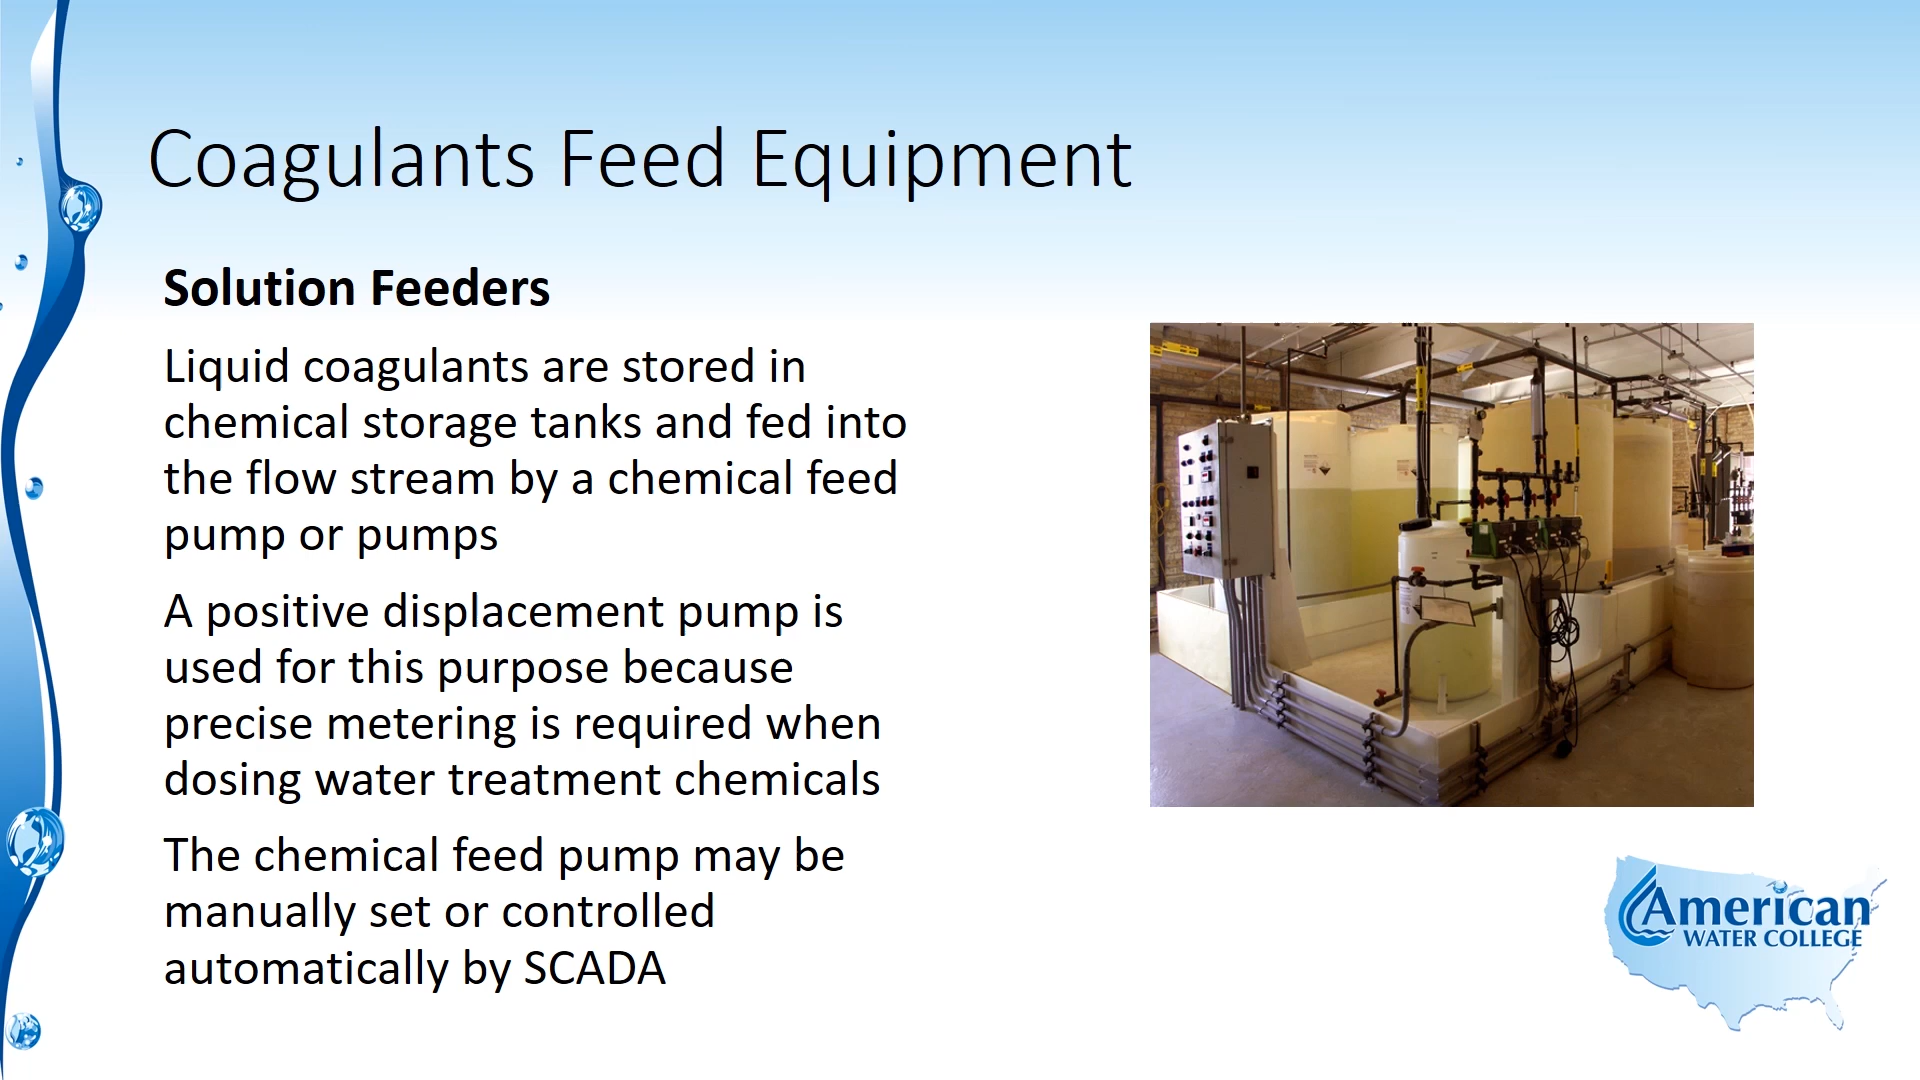 Coagulants Feed Equipment
Solution Feeders
Liquid coagulants are stored in
chemical storage tanks and fed into
the flow stream by a chemical feed
pump or pumps
A positive displacement pump is
used for this purpose because
precise metering is required when
dosing water treatment chemicals
The chemical feed pump may be
manually set or controlled
automatically by SCADA
American
WATER COLLEGE